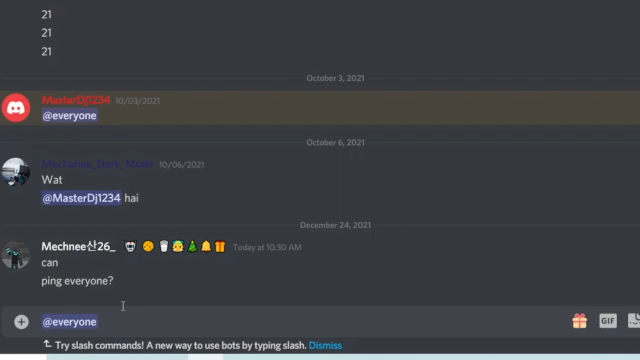 21
21
21
October 3, 2021
MasterDj1234 10/03/2021
@everyone
October 6, 2021
Mechanee_Dark_Mode 10/06/2021
Wat
@MasterDj1234 hai
December 24, 2021
Mechnee산26_ Today at 10:30 AM
can
ping everyone?
@everyone
GIF
Try slash commands! A new way to use bots by typing slash. Dismiss